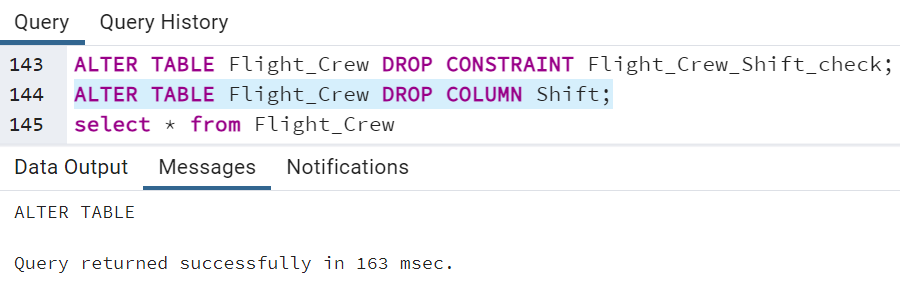 Query Query History
143 ALTER TABLE Flight_Crew DROP CONSTRAINT Flight_Crew_Shift_check;
144 ALTER TABLE Flight_Crew DROP COLUMN Shift;
145 select * from Flight_Crew
Data Output Messages Notifications
ALTER TABLE
Query returned successfully in 163 msec.